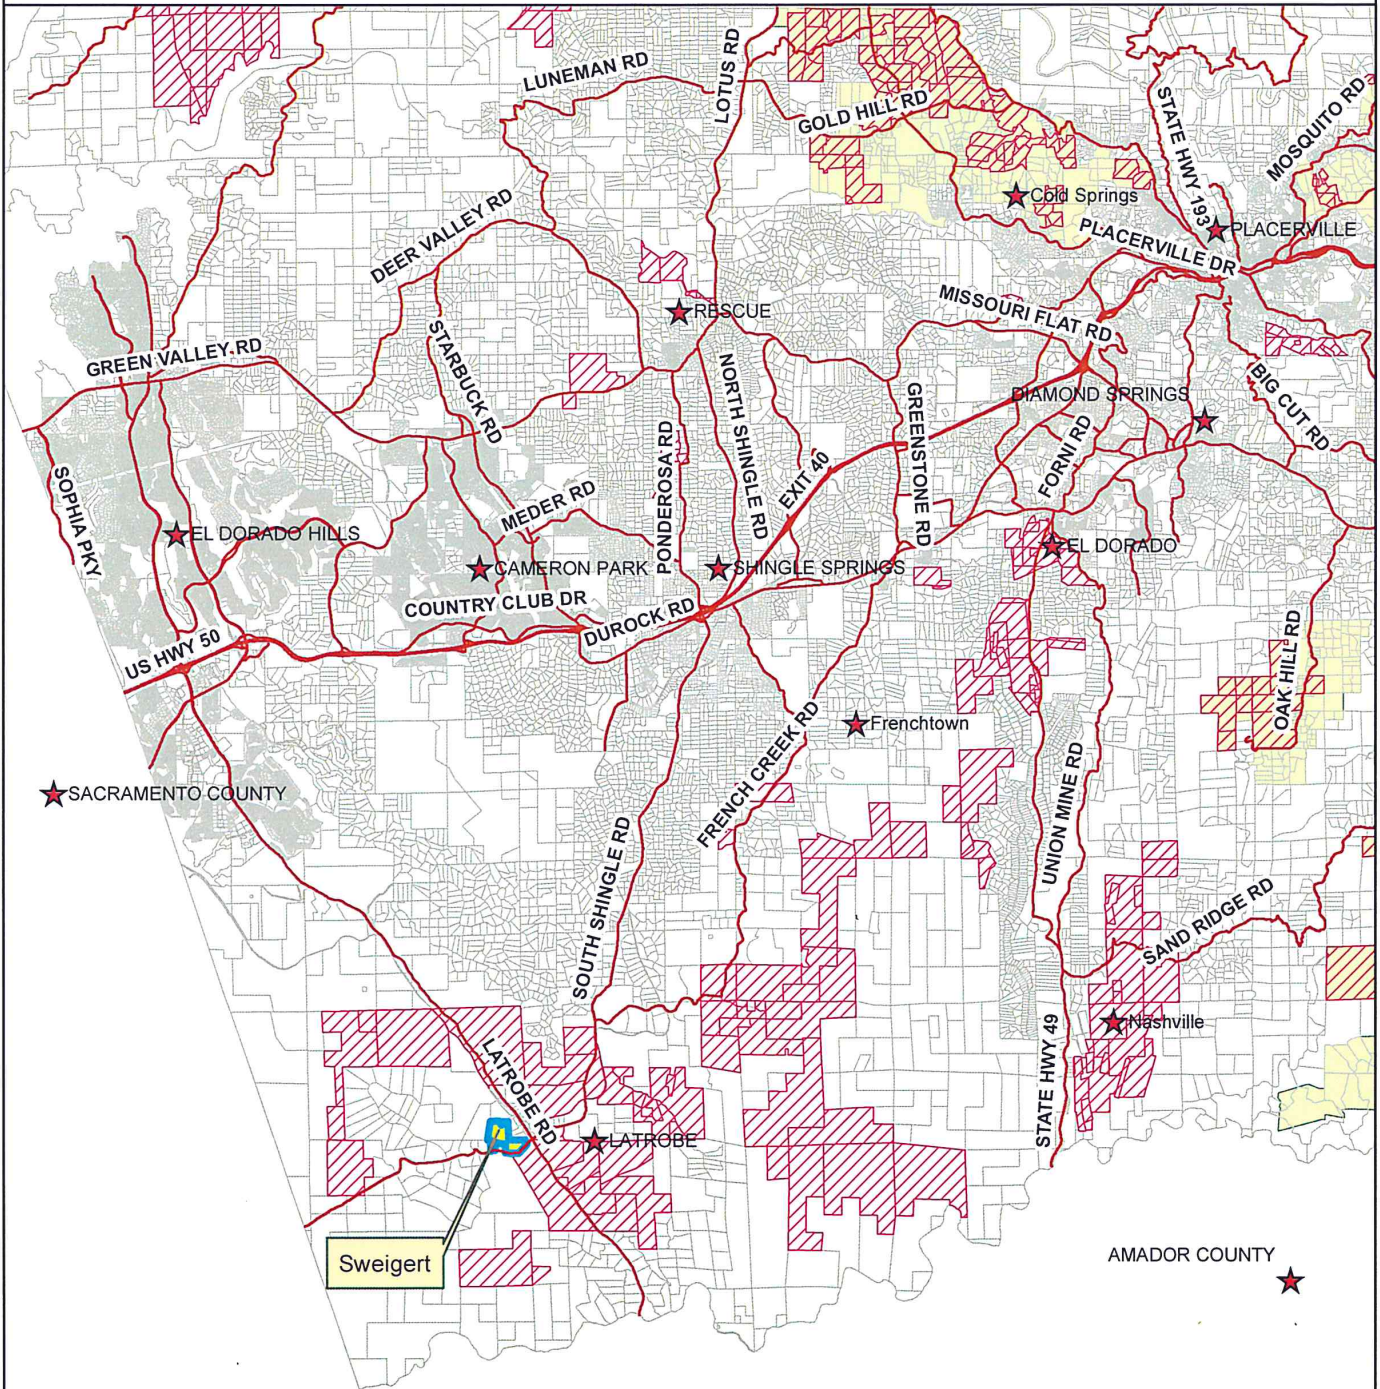 LUNEMAN RD
LOTUS RD
GOLD HILL RD
STATE HWY 193
MOSQUITO RD
Cold Springs
PLACERVILLE
PLACERVILLE DR
DEER VALLEY RD
RESCUE
MISSOURI FLAT RD
GREEN VALLEY RD
STARBUCK RD
NORTH SHINGLE RD
GREENSTONE RD
DIAMOND SPRINGS
BIG CUT RD
FORNI RD
PONDEROSA RD
EXIT 40
SOPHIA PKY
MEDER RD
EL DORADO HILLS
EL DORADO
CAMERON PARK
SHINGLE SPRINGS
COUNTRY CLUB DR
DUROCK RD
US HWY 50
OAK HILL RD
Frenchtown
FRENCH CREEK RD
UNION MINE RD
SACRAMENTO COUNTY
SOUTH SHINGLE RD
SAND RIDGE RD
Nashville
STATE HWY 49
LATROBE RD
LATROBE
Sweigert
AMADOR COUNTY